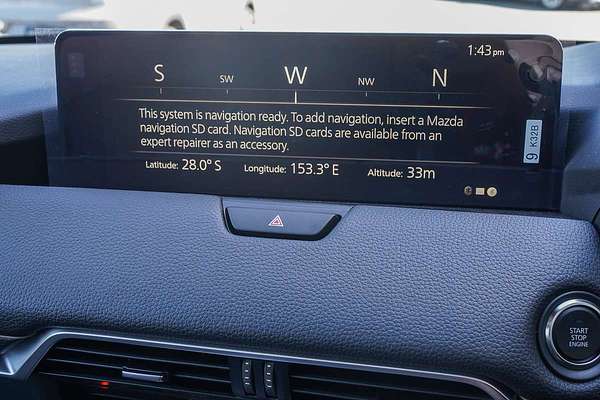 1:43 pm
S SW W NW N
This system is navigation ready. To add navigation, insert a Mazda
navigation SD card. Navigation SD cards are available from an
expert repairer as an accessory.
Latitude: 28.0° S Longitude: 153.3° E Altitude: 33m
9 K32B
START
STOP
ENGINE